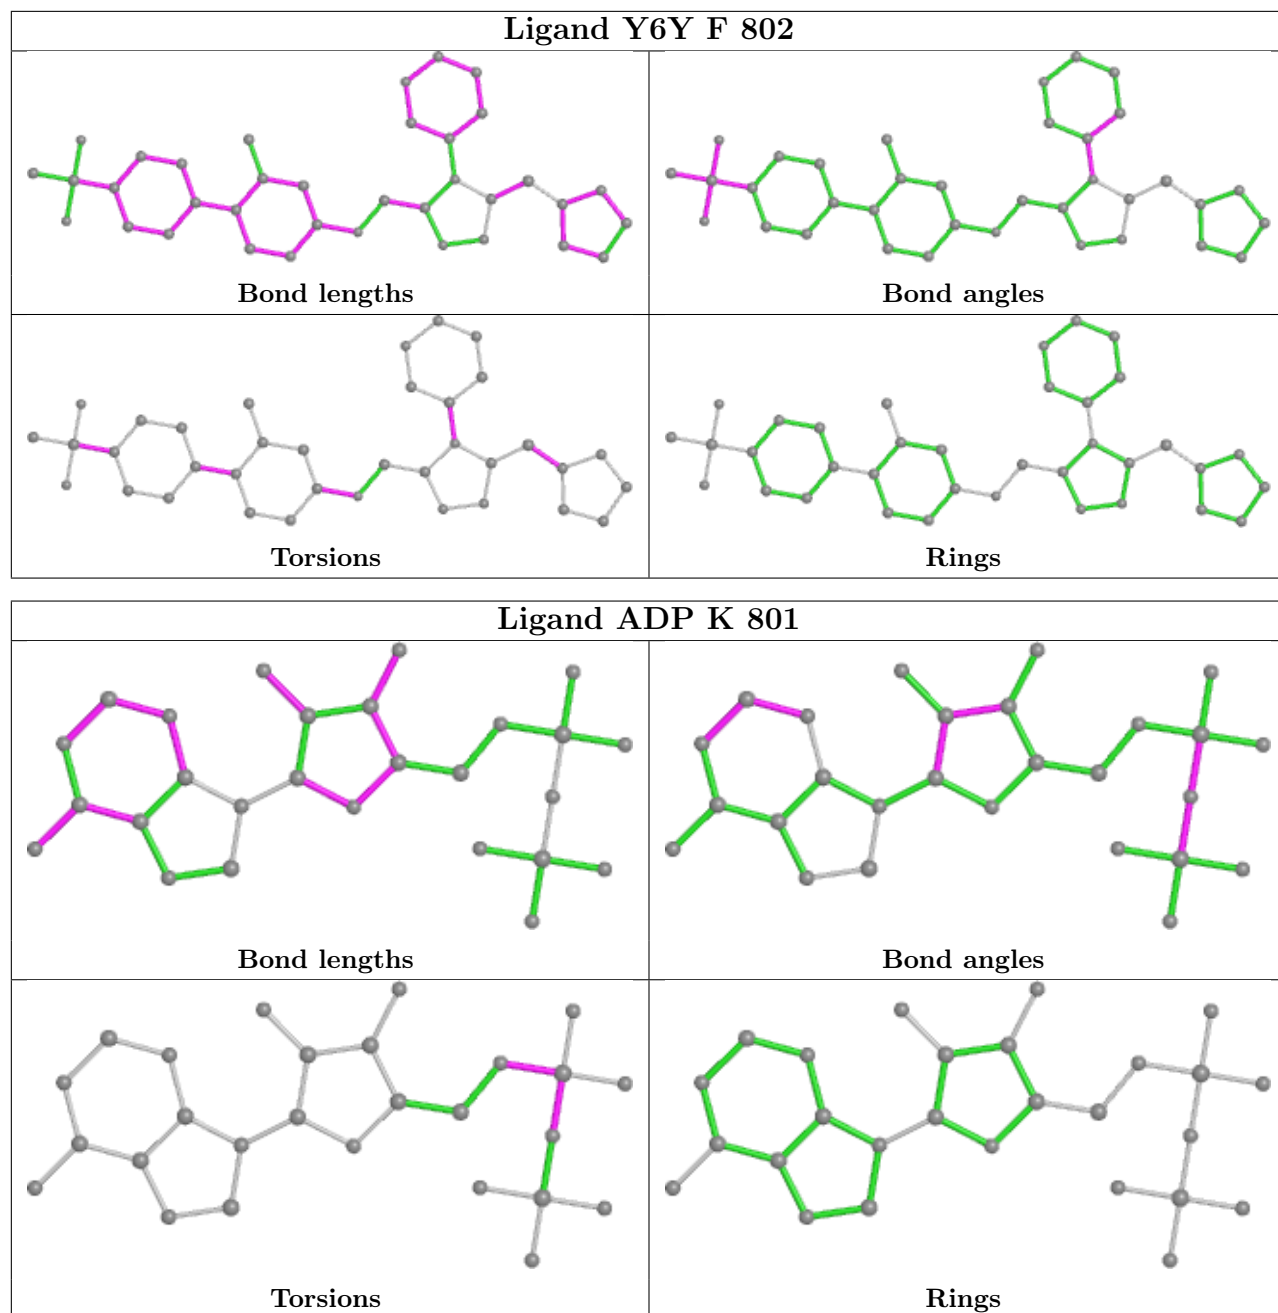 Ligand Y6Y F 802
Bond lengths
Bond angles
Torsions
Rings
Ligand ADP K 801
Bond lengths
Bond angles
Torsions
Rings